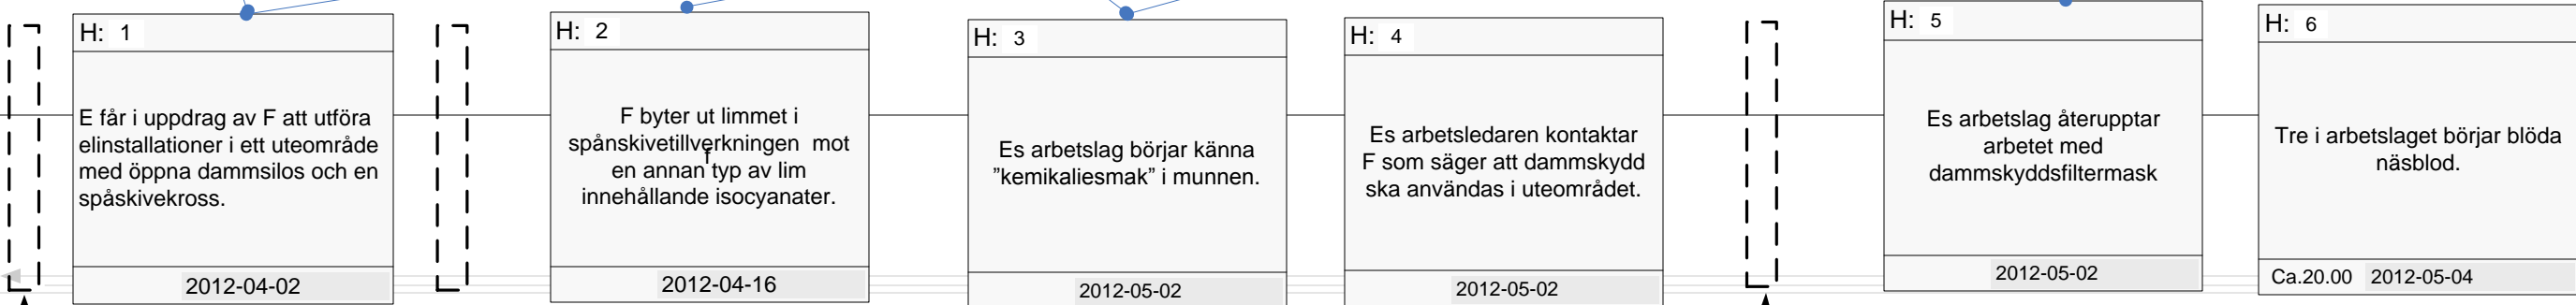 H: 1
E får i uppdrag av F att utföra
elinstallationer i ett uteområde
med öppna dammsilos och en
spåskivekross.
2012-04-02
H: 2
F byter ut limmet i
spånskivetillverkningen mot
f
en annan typ av lim
innehållande isocyanater.
2012-04-16
H: 3
Es arbetslag börjar känna
”kemikaliesmak” i munnen.
2012-05-02
H: 4
Es arbetsledaren kontaktar
F som säger att dammskydd
ska användas i uteområdet.
2012-05-02
H: 5
Es arbetslag återupptar
arbetet med
dammskyddsfiltermask
2012-05-02
H: 6
Tre i arbetslaget börjar blöda
näsblod.
Ca.20.00 2012-05-04